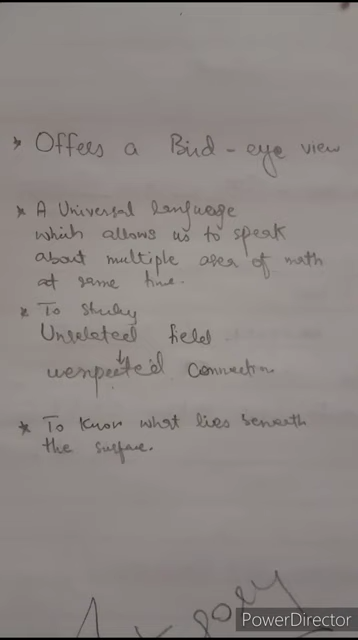 * Offers a Bird - eye view
* A Universal language
which allows us to speak
about multiple area of math
at same time.
* To study
Unrelated field
connection
* To know what lies beneath
the surface.
PowerDirector